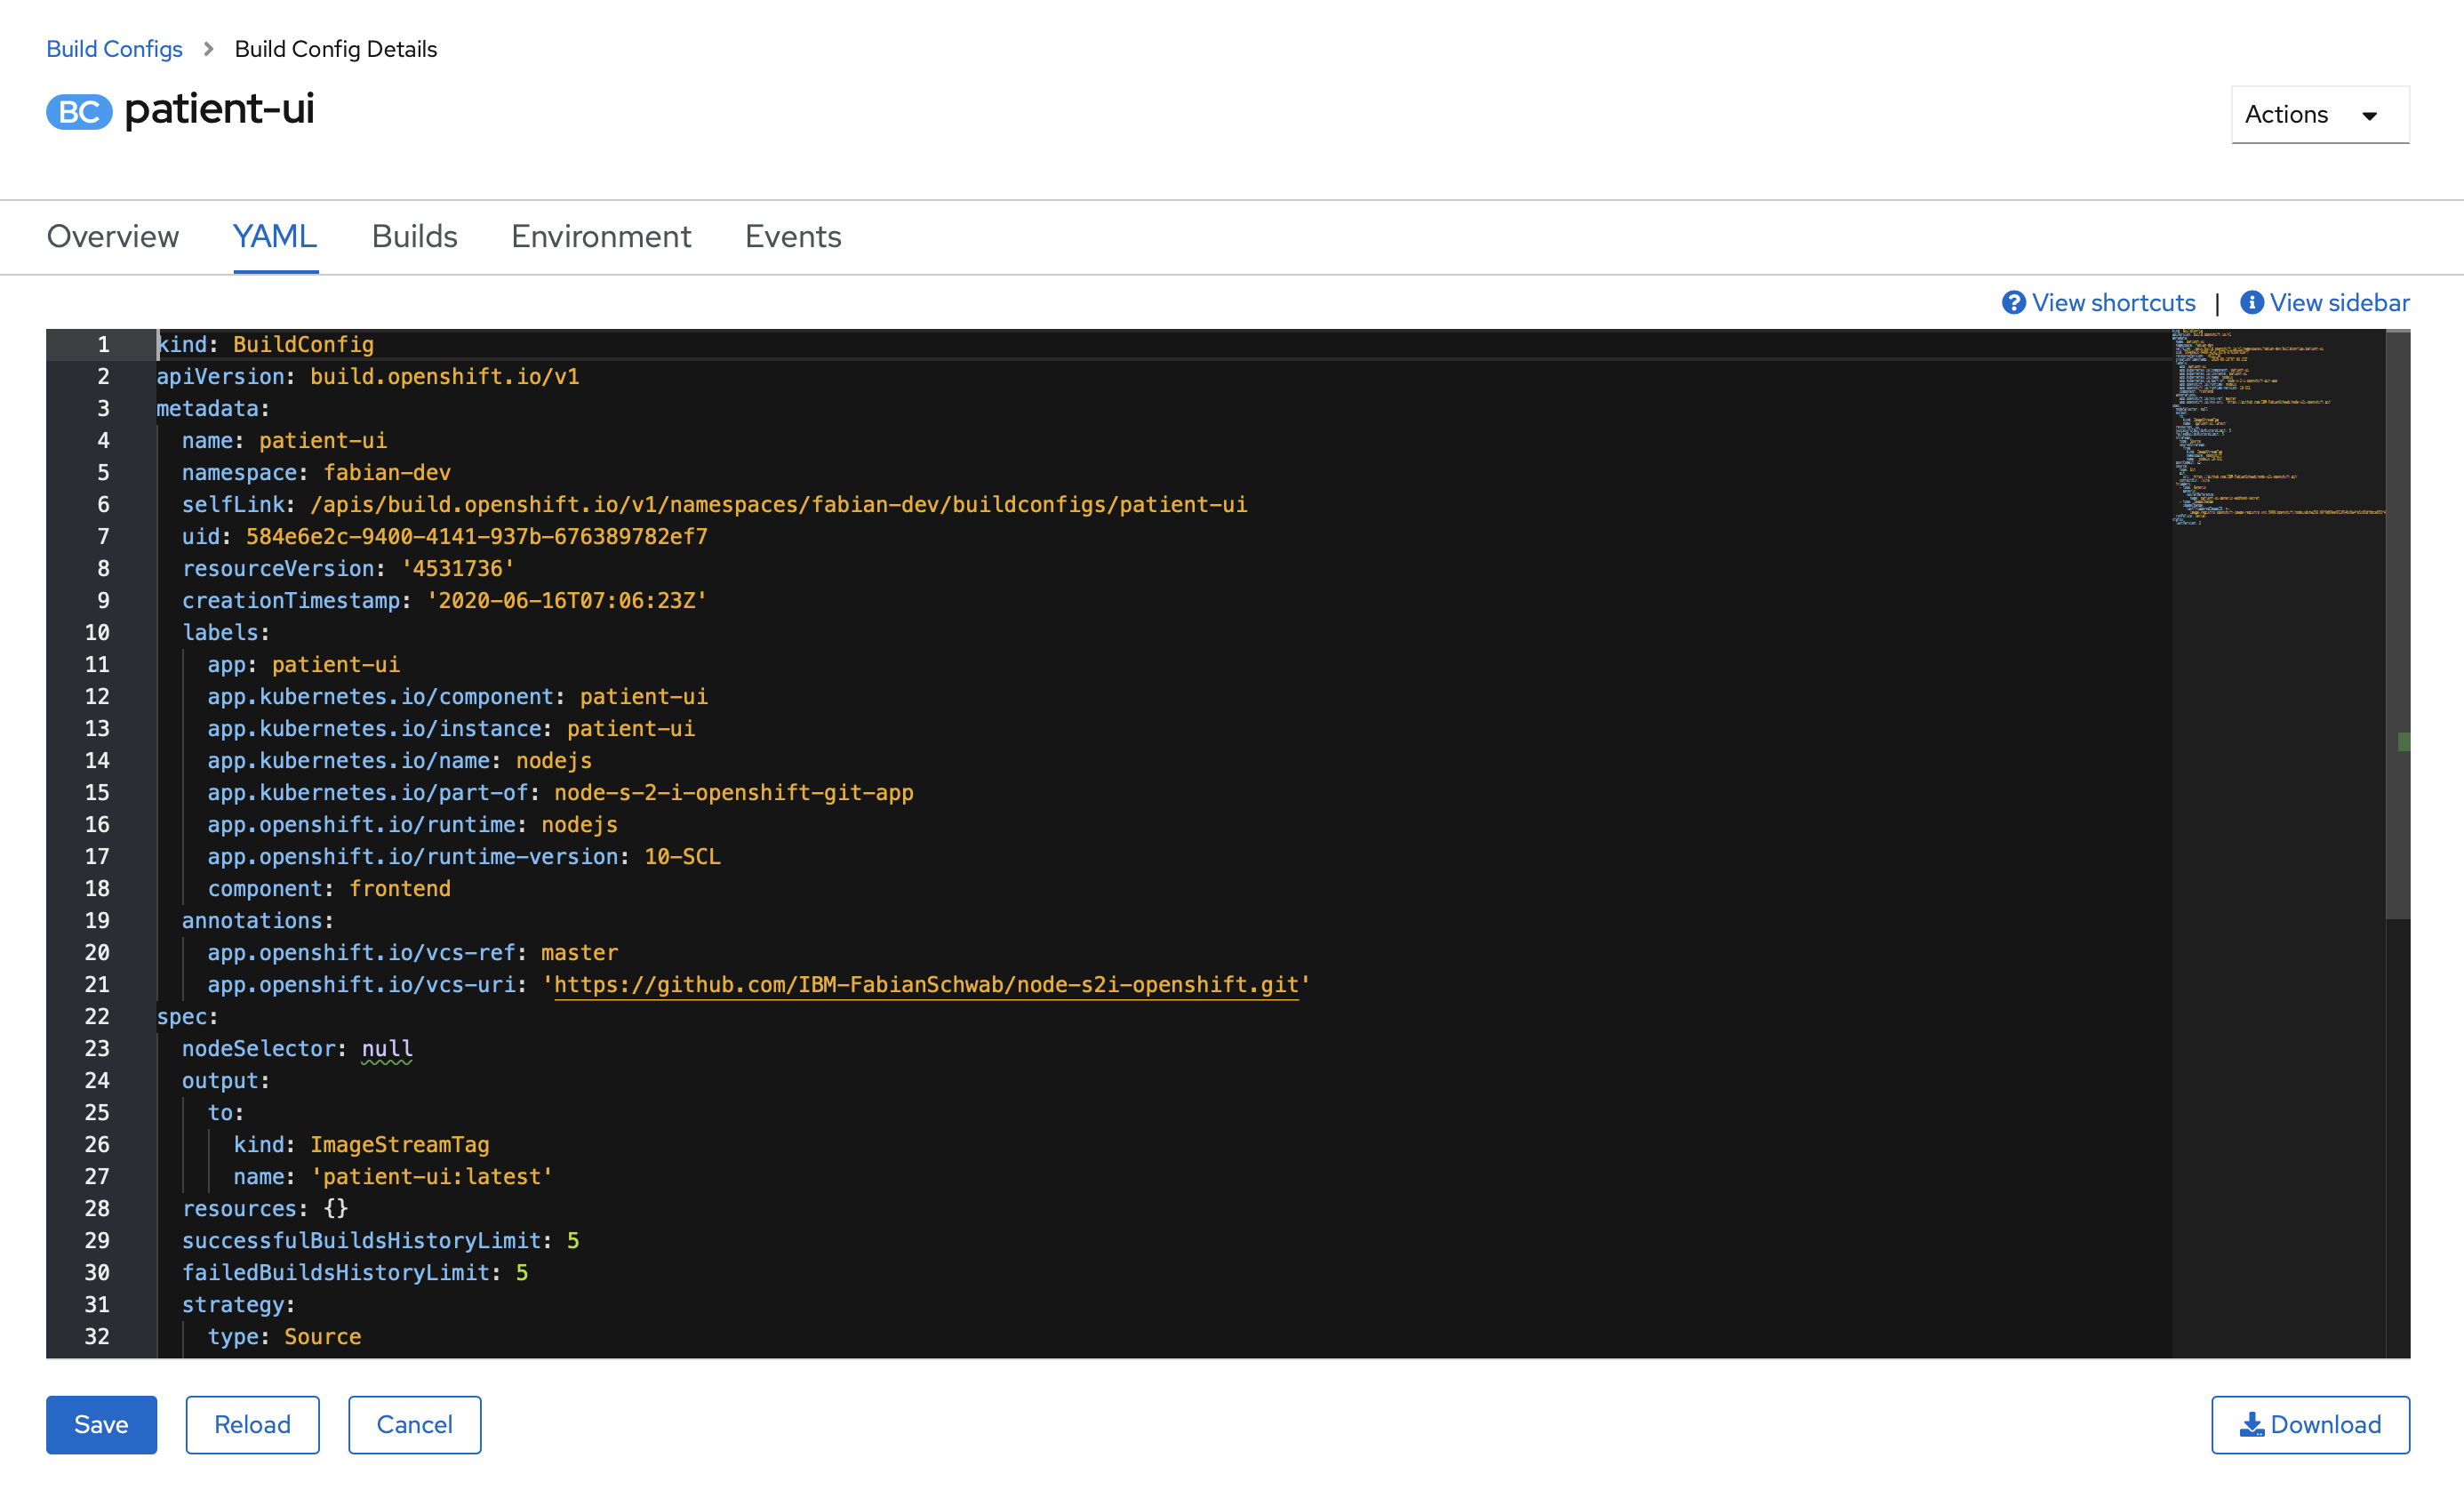 Build Configs > Build Config Details
BC patient-ui
Actions
Overview YAML Builds Environment Events
View shortcuts | View sidebar
1 kind: BuildConfig
2 apiVersion: build.openshift.io/v1
3 metadata:
4 name: patient-ui
5 namespace: fabian-dev
6 selfLink: /apis/build.openshift.io/v1/namespaces/fabian-dev/buildconfigs/patient-ui
7 uid: 584e6e2c-9400-4141-937b-676389782ef7
8 resourceVersion: '4531736'
9 creationTimestamp: '2020-06-16T07:06:23Z'
10 labels:
11 app: patient-ui
12 app.kubernetes.io/component: patient-ui
13 app.kubernetes.io/instance: patient-ui
14 app.kubernetes.io/name: nodejs
15 app.kubernetes.io/part-of: node-s-2-i-openshift-git-app
16 app.openshift.io/runtime: nodejs
17 app.openshift.io/runtime-version: 10-SCL
18 component: frontend
19 annotations:
20 app.openshift.io/vcs-ref: master
21 app.openshift.io/vcs-uri: 'https://github.com/IBM-FabianSchwab/node-s2i-openshift.git'
22 spec:
23 nodeSelector: null
24 output:
25 to:
26 kind: ImageStreamTag
27 name: 'patient-ui:latest'
28 resources: {}
29 successfulBuildsHistoryLimit: 5
30 failedBuildsHistoryLimit: 5
31 strategy:
32 type: Source
Save Reload Cancel Download